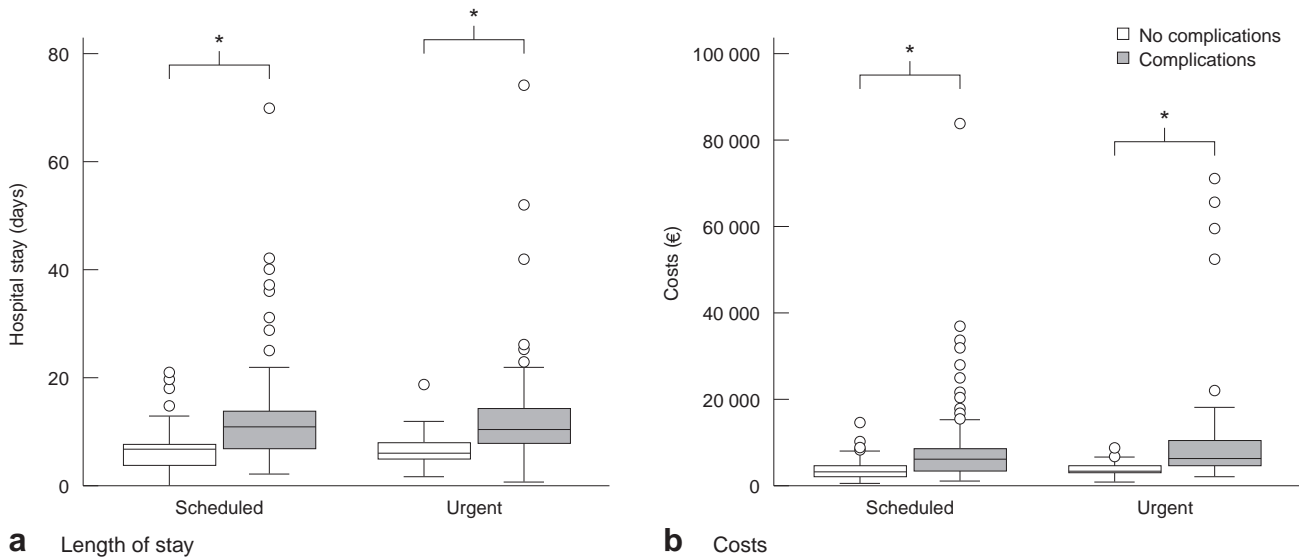 *
*
80
60
40
20
0
Hospital stay (days)
Scheduled
Urgent
a Length of stay
*
*
No complications
Complications
100 000
80 000
60 000
40 000
20 000
0
Costs (€)
Scheduled
Urgent
b Costs